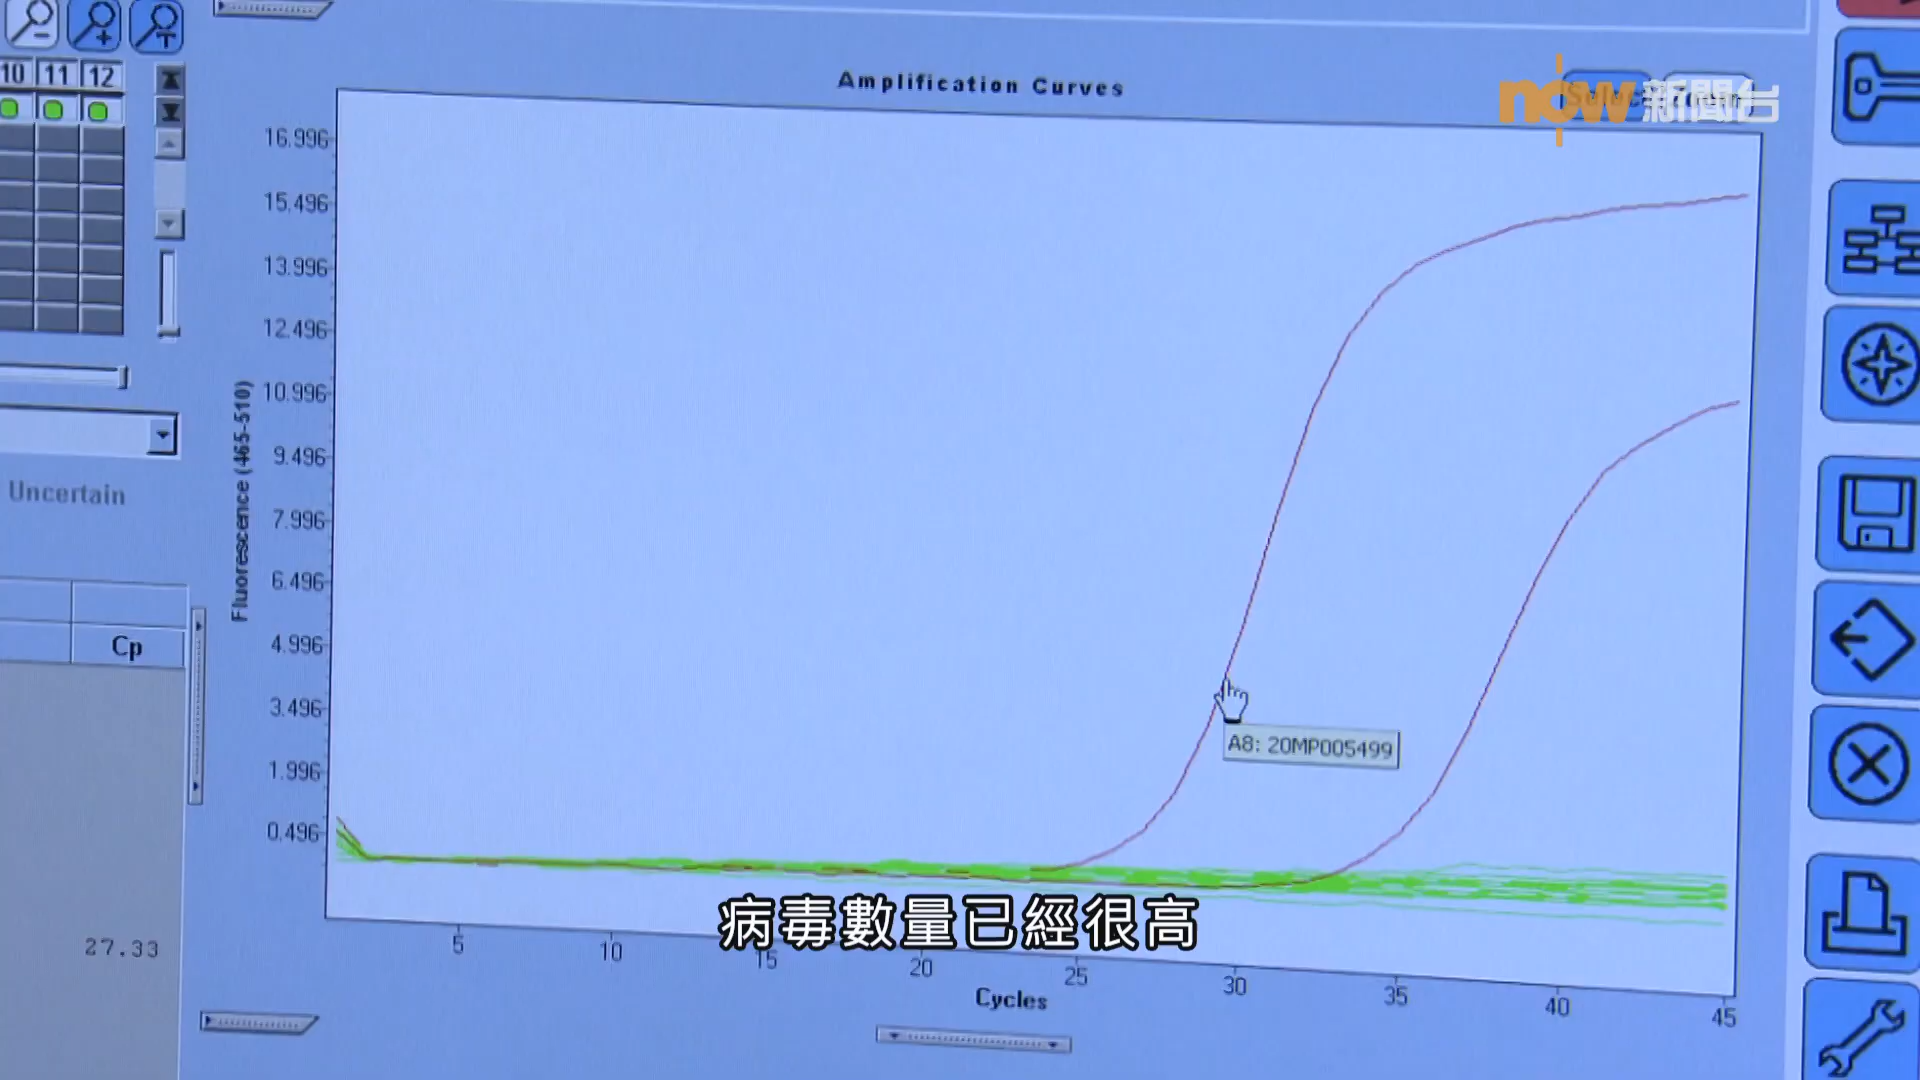 10 11 12
Amplification Curves
now 新聞台
16.996
15.496
13.996
12.496
10.996
9.496
7.996
6.496
4.996
3.496
1.996
0.496
Fluorescence (465-510)
Uncertain
Cp
27.33
A8: 20MP005499
病毒數量已經很高
5 10 15 20 25 30 35 40 45
Cycles